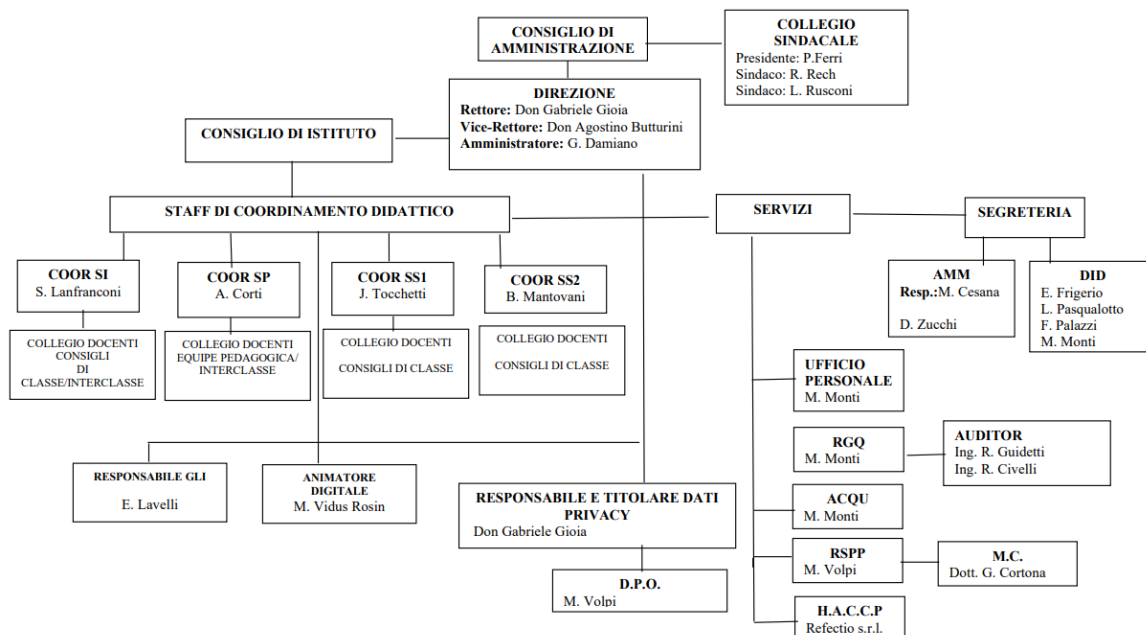 CONSIGLIO DI
AMMINISTRAZIONE
COLLEGIO
SINDACALE
Presidente: P.Ferri
Sindaco: R. Rech
Sindaco: L. Rusconi
DIREZIONE
Rettore: Don Gabriele Gioia
Vice-Rettore: Don Agostino Butturini
Amministratore: G. Damiano
CONSIGLIO DI ISTITUTO
STAFF DI COORDINAMENTO DIDATTICO
SERVIZI
SEGRETERIA
COOR SI
S. Lanfranconi
COOR SP
A. Corti
COOR SS1
J. Tocchetti
COOR SS2
B. Mantovani
AMM
Resp.:M. Cesana
D. Zucchi
DID
E. Frigerio
L. Pasqualotto
F. Palazzi
M. Monti
COLLEGIO DOCENTI
CONSIGLI
DI
CLASSE/INTERCLASSE
COLLEGIO DOCENTI
EQUIPE PEDAGOGICA/
INTERCLASSE
COLLEGIO DOCENTI
CONSIGLI DI CLASSE
COLLEGIO DOCENTI
CONSIGLI DI CLASSE
UFFICIO
PERSONALE
M. Monti
RGQ
M. Monti
AUDITOR
Ing. R. Guidetti
Ing. R. Civelli
RESPONSABILE GLI
E. Lavelli
ANIMATORE
DIGITALE
M. Vidus Rosin
RESPONSABILE E TITOLARE DATI
PRIVACY
Don Gabriele Gioia
ACQU
M. Monti
RSPP
M. Volpi
M.C.
Dott. G. Cortona
D.P.O.
M. Volpi
H.A.C.C.P
Refectio s.r.l.